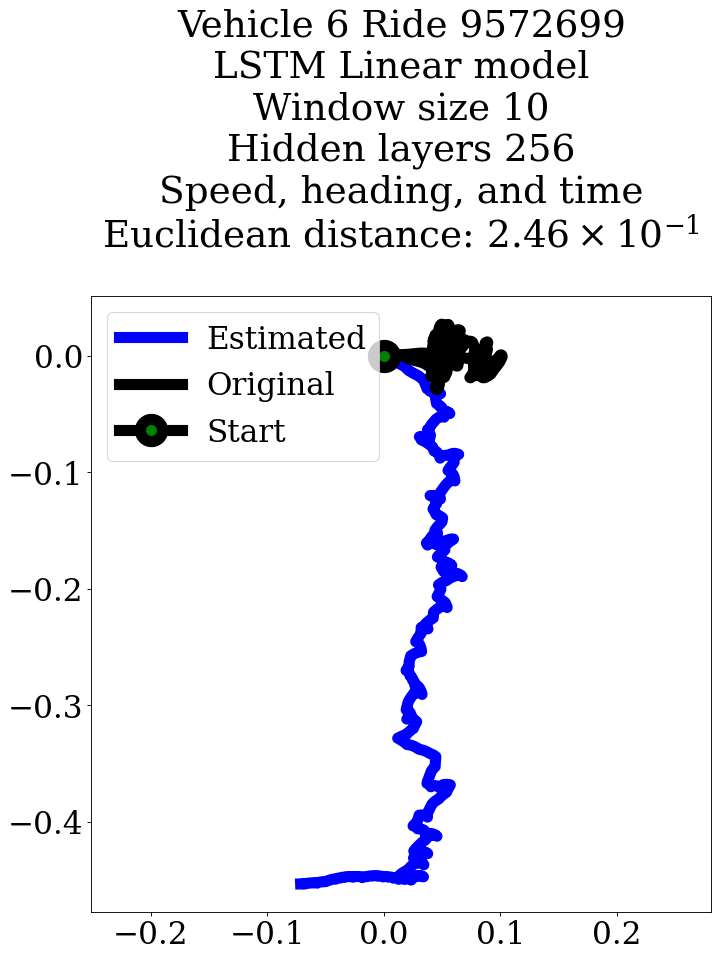 Vehicle 6 Ride 9572699
LSTM Linear model
Window size 10
Hidden layers 256
Speed, heading, and time
Euclidean distance: 2.46 × 10⁻¹
Estimated
Original
Start
0.0
−0.1
−0.2
−0.3
−0.4
−0.2 −0.1 0.0 0.1 0.2